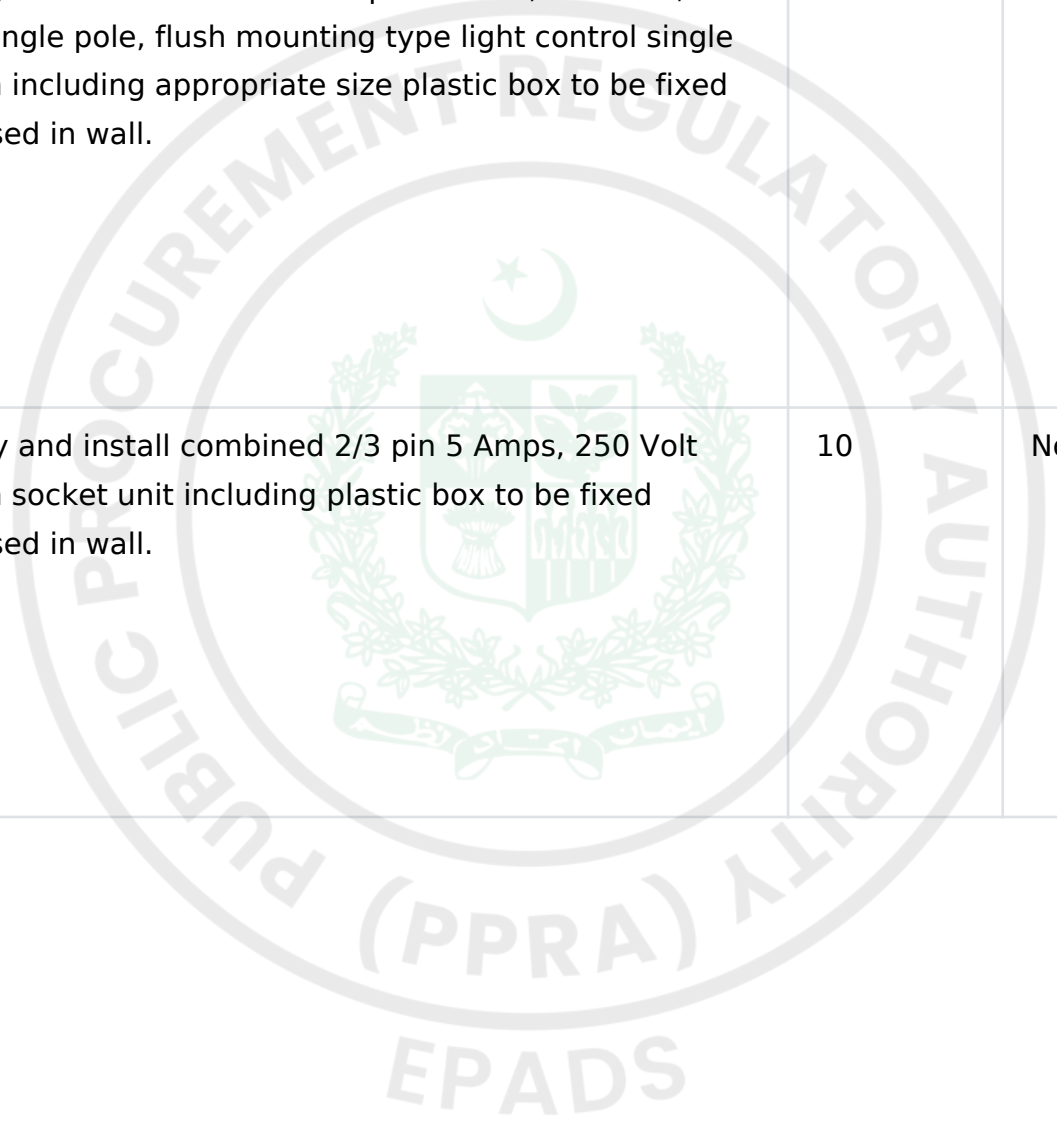 ngle pole, flush mounting type light control single
including appropriate size plastic box to be fixed
sed in wall.
y and install combined 2/3 pin 5 Amps, 250 Volt 10
socket unit including plastic box to be fixed
sed in wall.
PUBLIC PROCUREMENT REGULATORY AUTHORITY
(PPRA)
EPADS